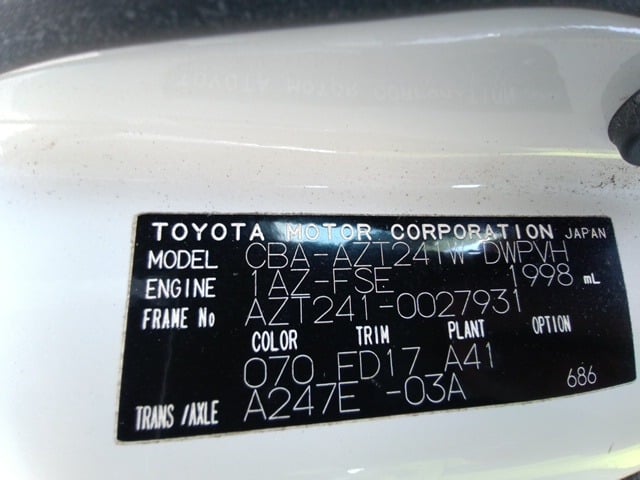 TOYOTA MOTOR CORPORATION JAPAN
MODEL CBA-AZT241W-DWPVH
ENGINE 1AZ-FSE 1998 mL
FRAME No AZT241-0027931
COLOR TRIM PLANT OPTION
070 FD17 A41
TRANS/AXLE A247E -03A 686